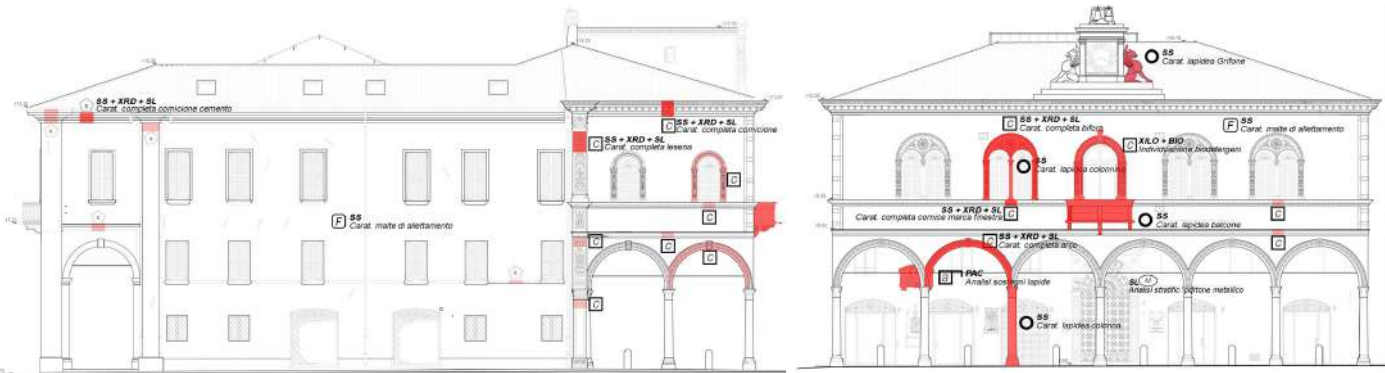 SS + XRD + SL
Carat. completa cornicione cemento
SS + XRD + SL
Carat. completa cornicione
C
SS + XRD + SL
Carat. completa lesena
C
C
F
SS
Carat. malte di allettamento
C
C
C
C
C
SS
Carat. lapidea Grifone
C
SS + XRD + SL
Carat. completa bifora
F
SS
Carat. malte di allettamento
C
XILO + BIO
Individuazione biodetergeni
SS
Carat. lapidea colonnina
SS + XRD + SL
Carat. completa cornice marca finestra
C
SS
Carat. lapidea balcone
C
C
SS + XRD + SL
Carat. completa arco
C
B
PAC
Analisi sostegni lapide
SL
M
Analisi stratific. portone metallico
SS
Carat. lapidea colonna